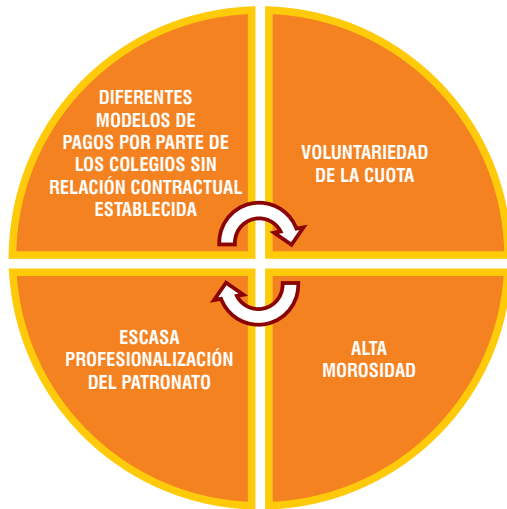 DIFERENTES
MODELOS DE
PAGOS POR PARTE DE
LOS COLEGIOS SIN
RELACIÓN CONTRACTUAL
ESTABLECIDA
VOLUNTARIEDAD
DE LA CUOTA
ESCASA
PROFESIONALIZACIÓN
DEL PATRONATO
ALTA
MOROSIDAD